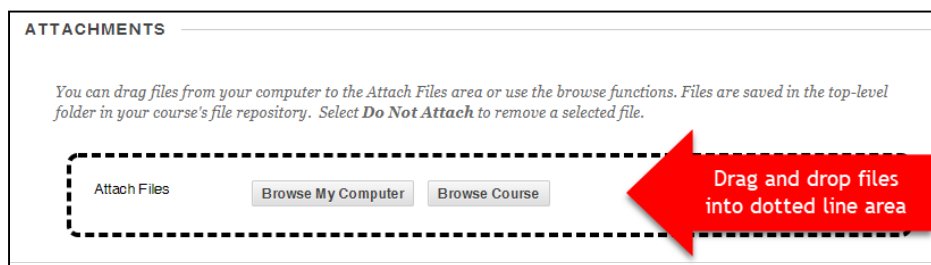 ATTACHMENTS
You can drag files from your computer to the Attach Files area or use the browse functions. Files are saved in the top-level
folder in your course's file repository. Select Do Not Attach to remove a selected file.
Attach Files
Browse My Computer
Browse Course
Drag and drop files
into dotted line area